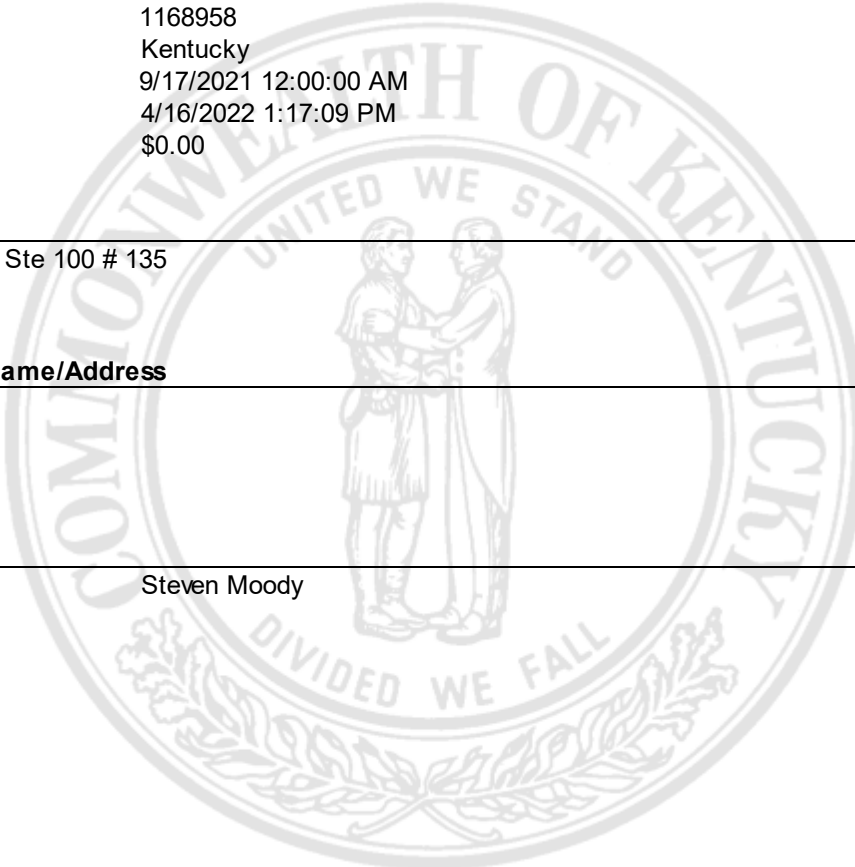 1168958
Kentucky
9/17/2021 12:00:00 AM
4/16/2022 1:17:09 PM
$0.00
Ste 100 # 135
ame/Address
Steven Moody
COMMONWEALTH OF KENTUCKY
UNITED WE STAND
DIVIDED WE FALL